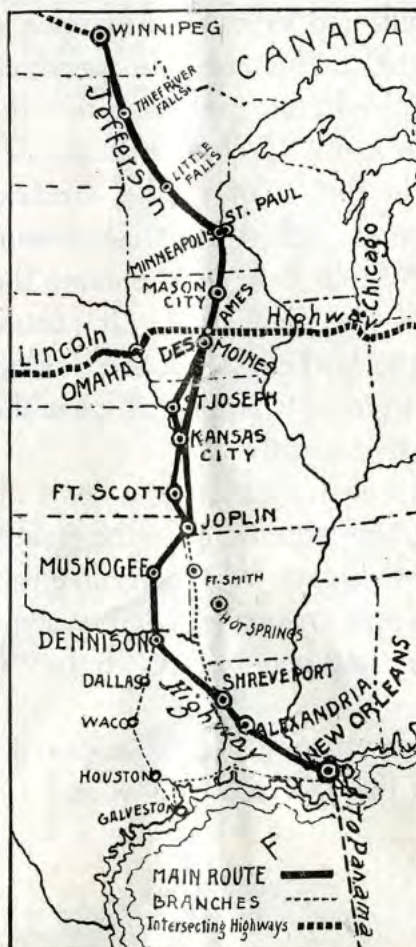 WINNIPEG
CANADA
Jefferson
THIEF RIVER
FALLS
LITTLE
FALLS
ST. PAUL
MINNEAPOLIS
MASON
CITY
AMES
Highw'y
Chicago
Lincoln
OMAHA
DES
MOINES
ST JOSEPH
KANSAS
CITY
FT. SCOTT
JOPLIN
MUSKOGEE
FT. SMITH
HOT SPRINGS
DENNISON
DALLAS
SHREVEPORT
Highway
ALEXANDRIA
NEW ORLEANS
WACO
HOUSTON
GALVESTON
TO Panama
MAIN ROUTE
BRANCHES
Intersecting Highways